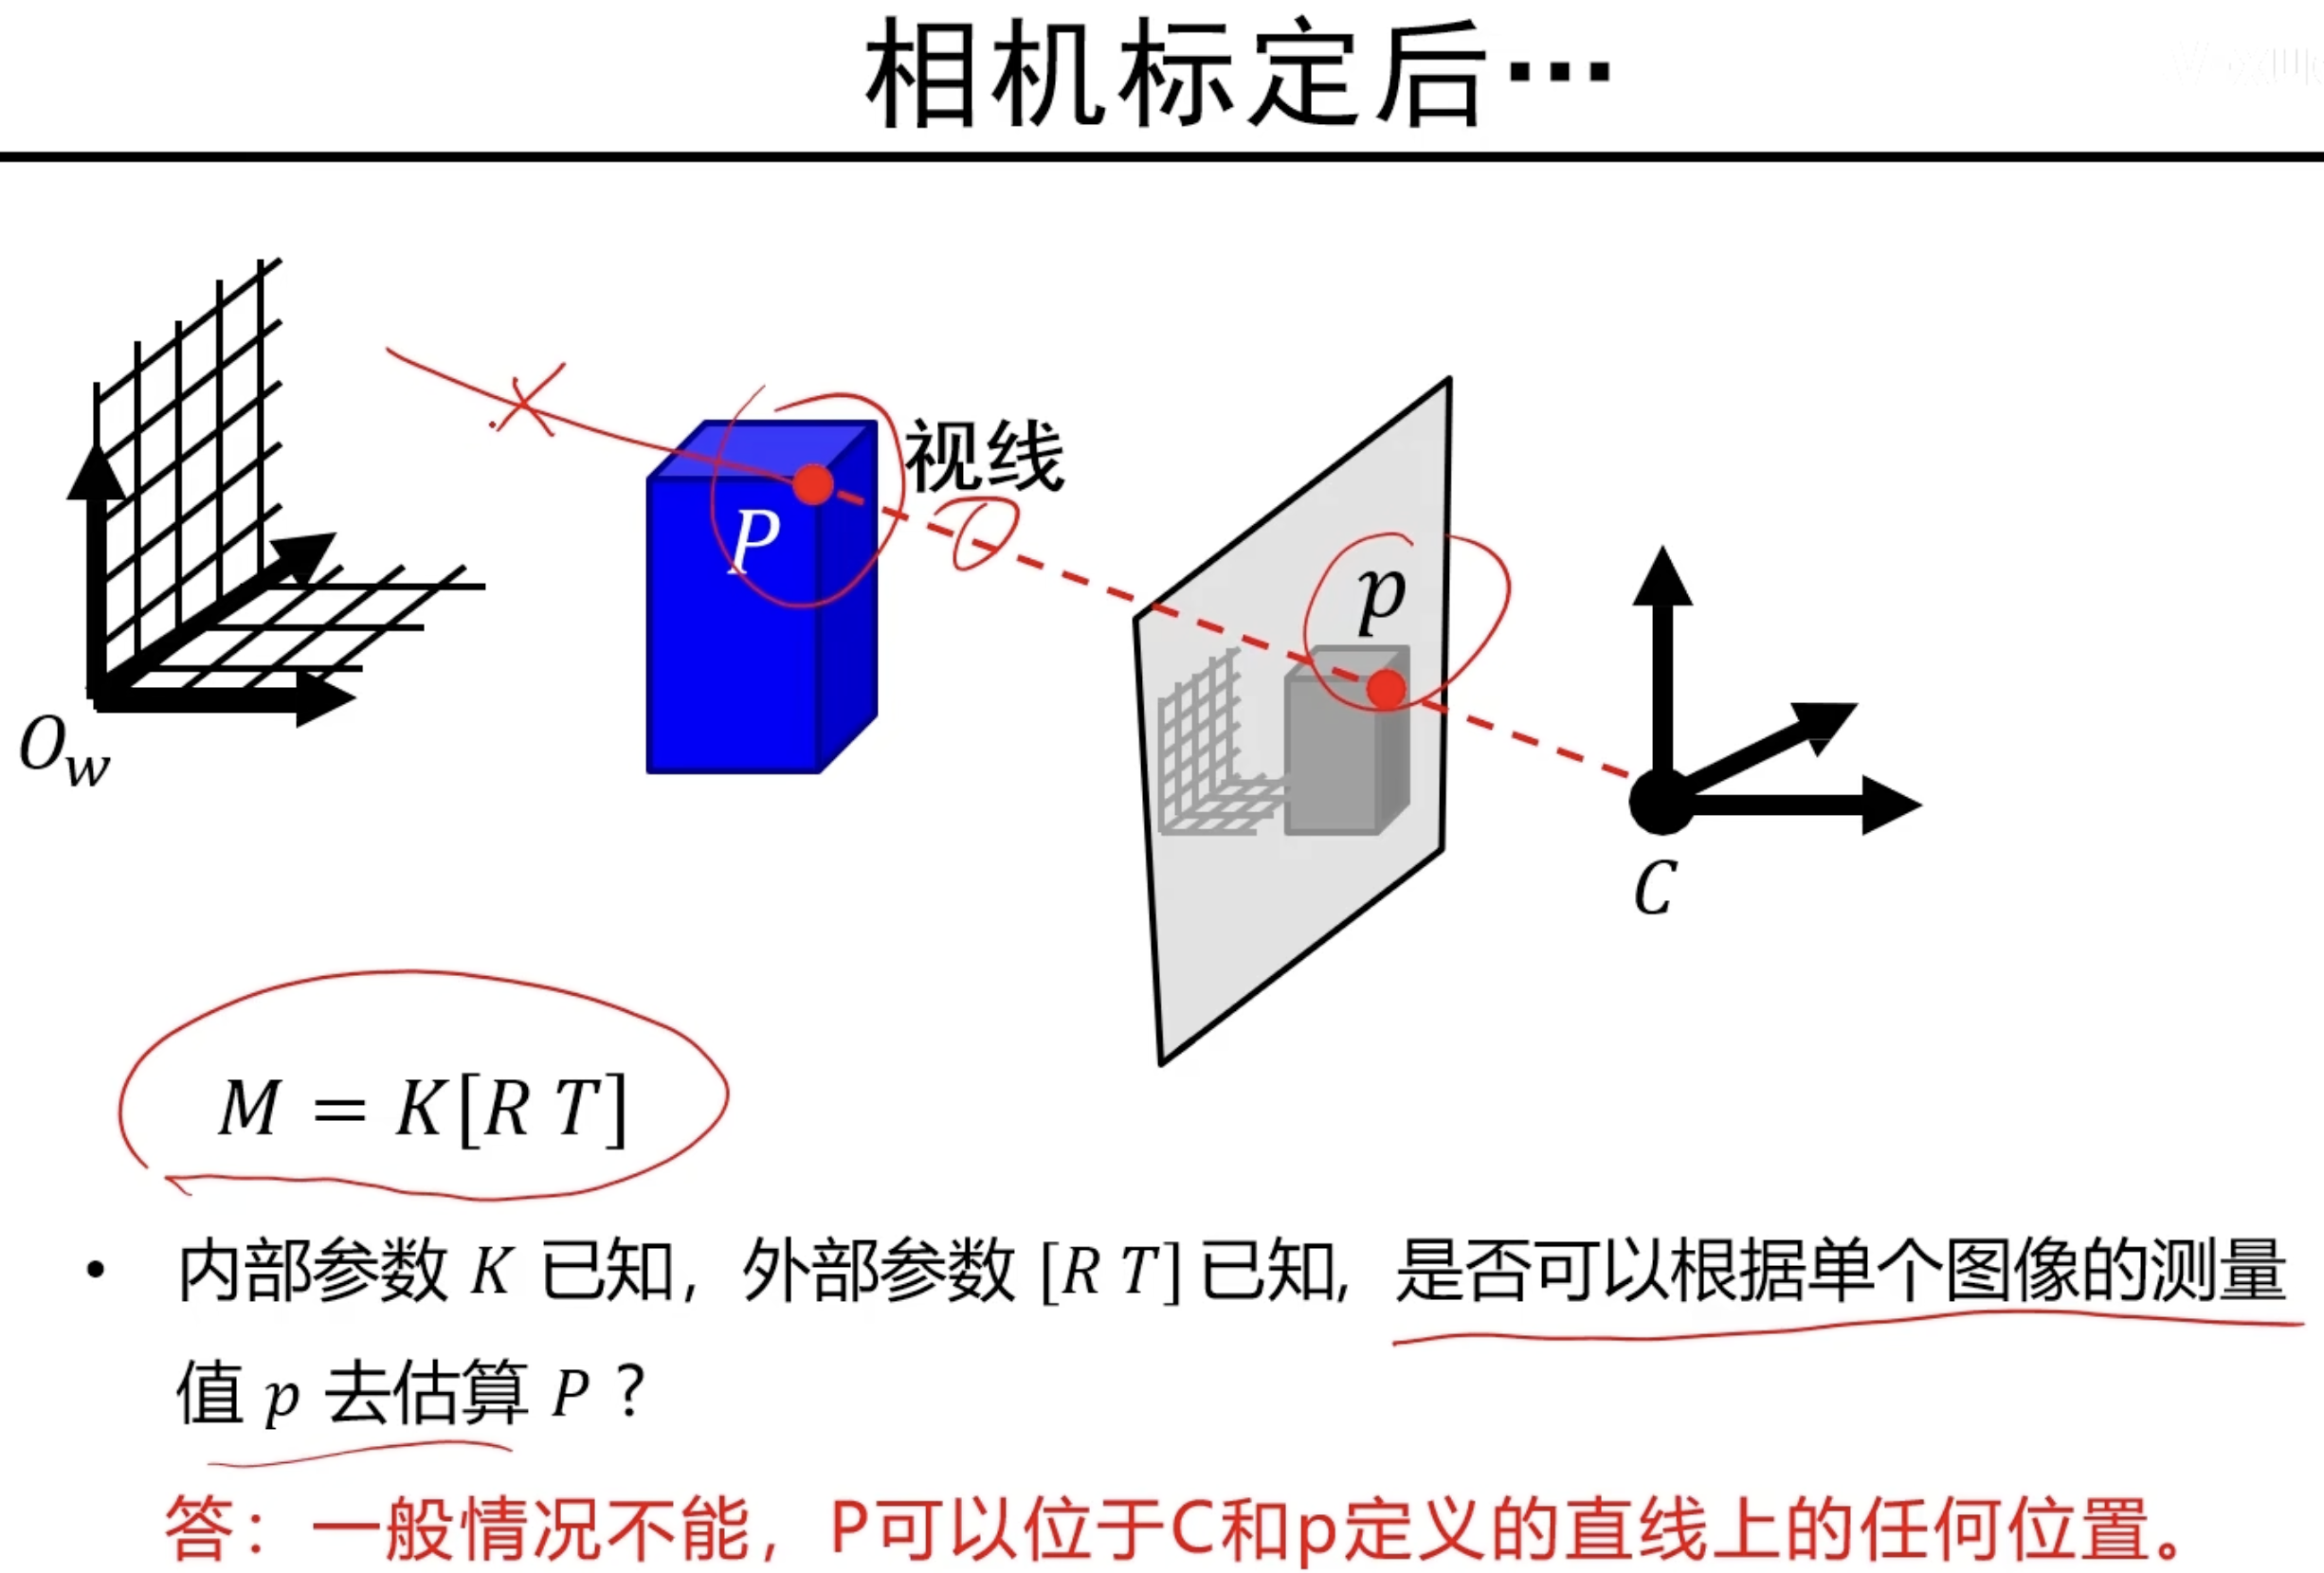 相机标定后…
视线
P
p
O_w
C
M = K[R T]
• 内部参数 K 已知，外部参数 [R T]已知，是否可以根据单个图像的测量
值 p 去估算 P ？
答：一般情况不能，P可以位于C和p定义的直线上的任何位置。